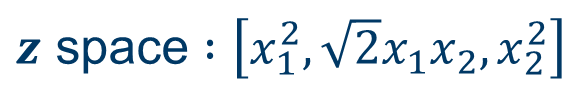 z space : [x₁², √2x₁x₂, x₂²]